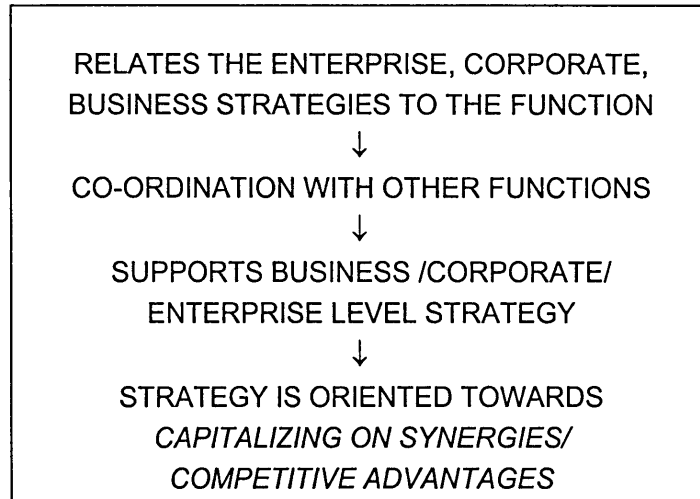 RELATES THE ENTERPRISE, CORPORATE,
BUSINESS STRATEGIES TO THE FUNCTION
↓
CO-ORDINATION WITH OTHER FUNCTIONS
↓
SUPPORTS BUSINESS /CORPORATE/
ENTERPRISE LEVEL STRATEGY
↓
STRATEGY IS ORIENTED TOWARDS
CAPITALIZING ON SYNERGIES/
COMPETITIVE ADVANTAGES